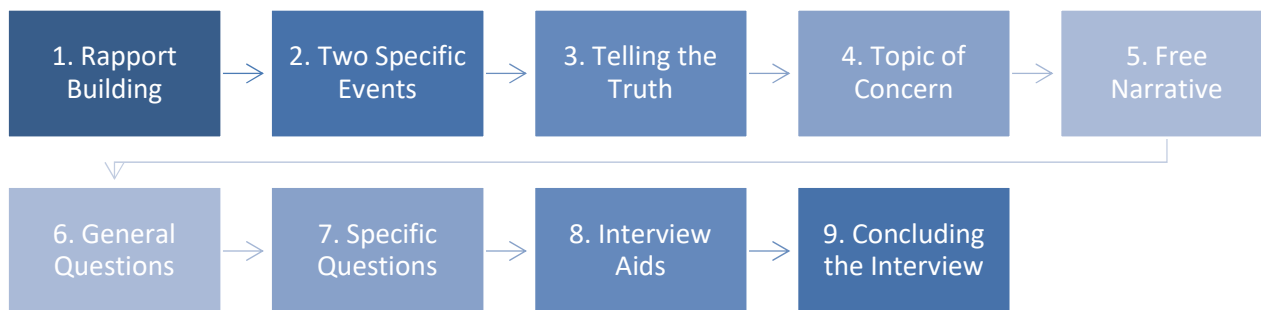 1. Rapport
Building
2. Two Specific
Events
3. Telling the
Truth
4. Topic of
Concern
5. Free
Narrative
6. General
Questions
7. Specific
Questions
8. Interview
Aids
9. Concluding
the Interview